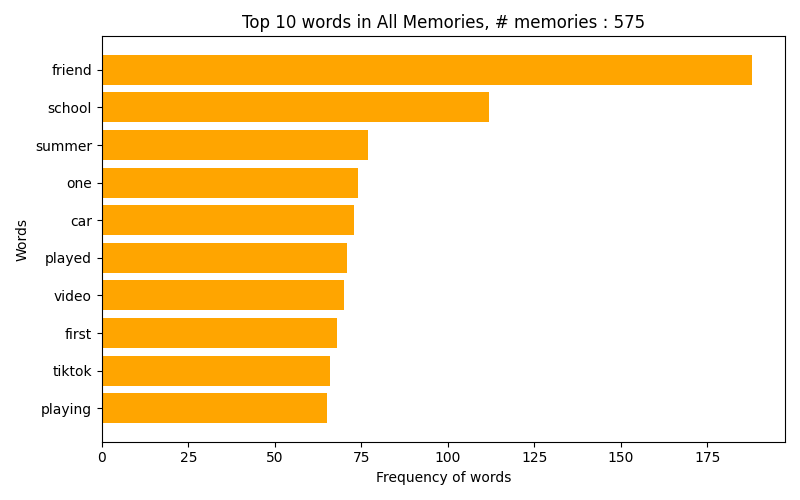 Top 10 words in All Memories, # memories : 575
friend
school
summer
one
car
played
video
first
tiktok
playing
Words
0 25 50 75 100 125 150 175
Frequency of words